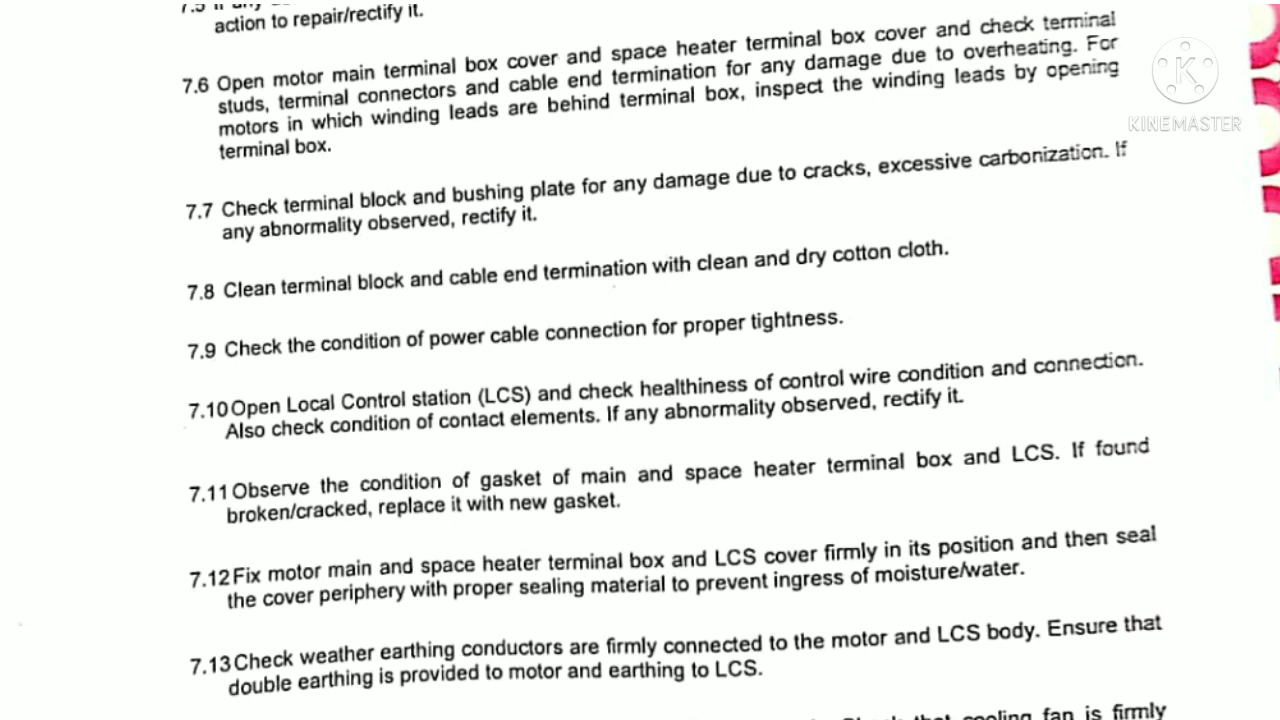 action to repair/rectify it.
7.6 Open motor main terminal box cover and space heater terminal box cover and check terminal
studs, terminal connectors and cable end termination for any damage due to overheating. For
motors in which winding leads are behind terminal box, inspect the winding leads by opening
terminal box.
7.7 Check terminal block and bushing plate for any damage due to cracks, excessive carbonization. If
any abnormality observed, rectify it.
7.8 Clean terminal block and cable end termination with clean and dry cotton cloth.
7.9 Check the condition of power cable connection for proper tightness.
7.10 Open Local Control station (LCS) and check healthiness of control wire condition and connection.
Also check condition of contact elements. If any abnormality observed, rectify it.
7.11 Observe the condition of gasket of main and space heater terminal box and LCS. If found
broken/cracked, replace it with new gasket.
7.12 Fix motor main and space heater terminal box and LCS cover firmly in its position and then seal
the cover periphery with proper sealing material to prevent ingress of moisture/water.
7.13 Check weather earthing conductors are firmly connected to the motor and LCS body. Ensure that
double earthing is provided to motor and earthing to LCS.
that cooling fan is firmly
K
KINEMASTER